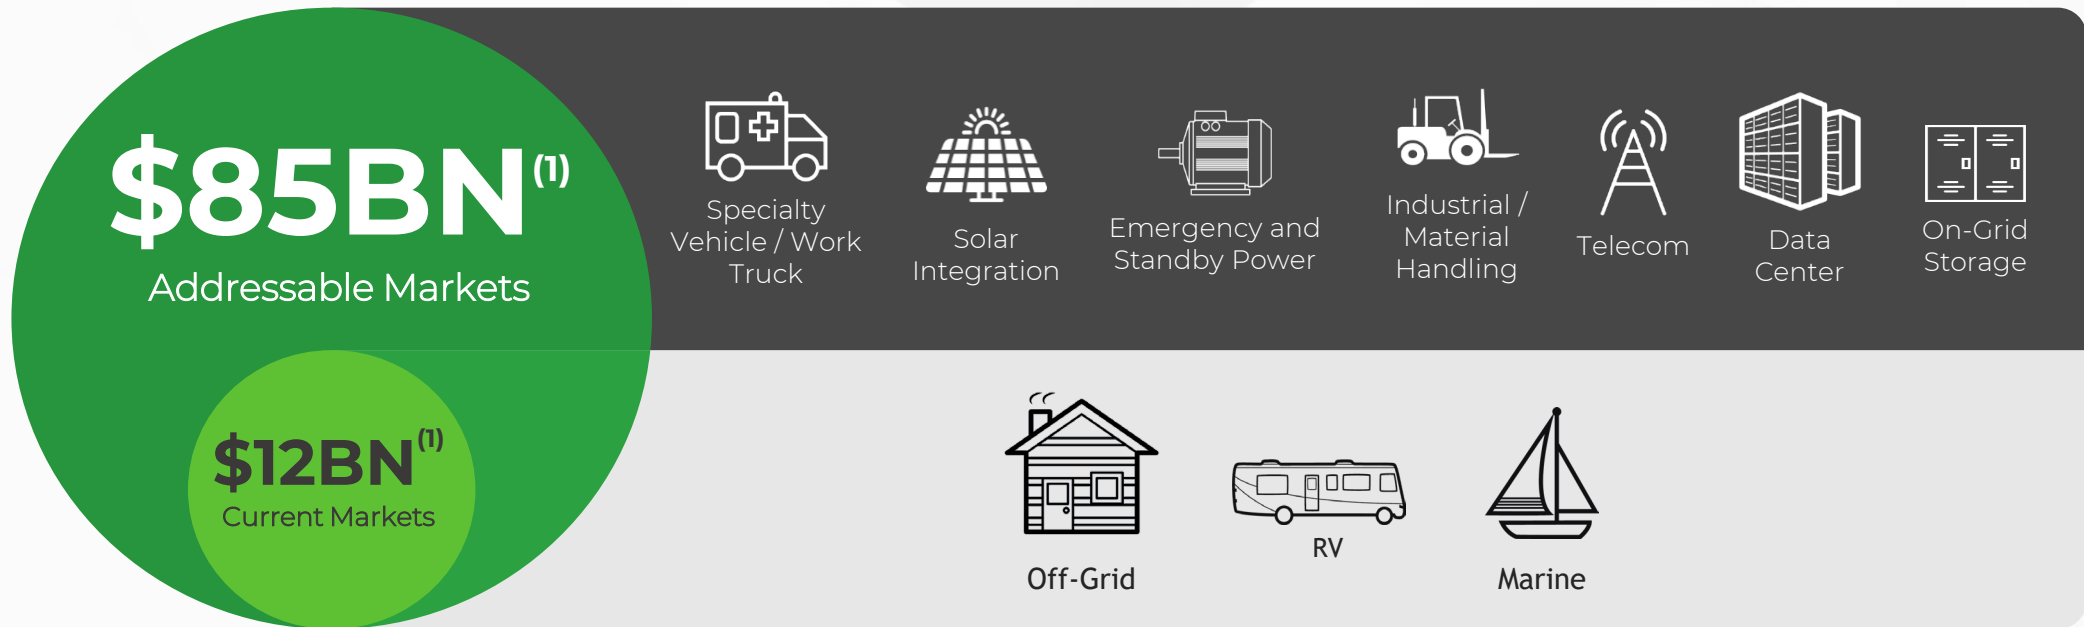 $85BN(1)
Addressable Markets
Specialty
Vehicle / Work
Truck
Solar
Integration
Emergency and
Standby Power
Industrial /
Material
Handling
Telecom
Data
Center
On-Grid
Storage
$12BN(1)
Current Markets
Off-Grid
RV
Marine